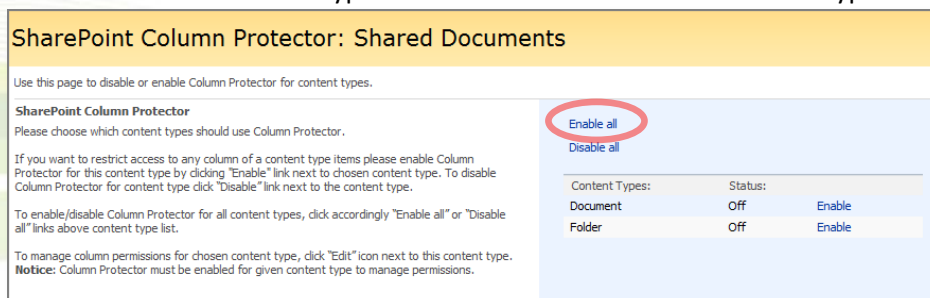 SharePoint Column Protector: Shared Documents
Use this page to disable or enable Column Protector for content types.
SharePoint Column Protector
Please choose which content types should use Column Protector.
If you want to restrict access to any column of a content type items please enable Column
Protector for this content type by clicking "Enable" link next to chosen content type. To disable
Column Protector for content type click "Disable" link next to the content type.
To enable/disable Column Protector for all content types, click accordingly "Enable all" or "Disable
all" links above content type list.
To manage column permissions for chosen content type, click "Edit" icon next to this content type.
Notice: Column Protector must be enabled for given content type to manage permissions.
Enable all
Disable all
Content Types: Status:
Document Off Enable
Folder Off Enable